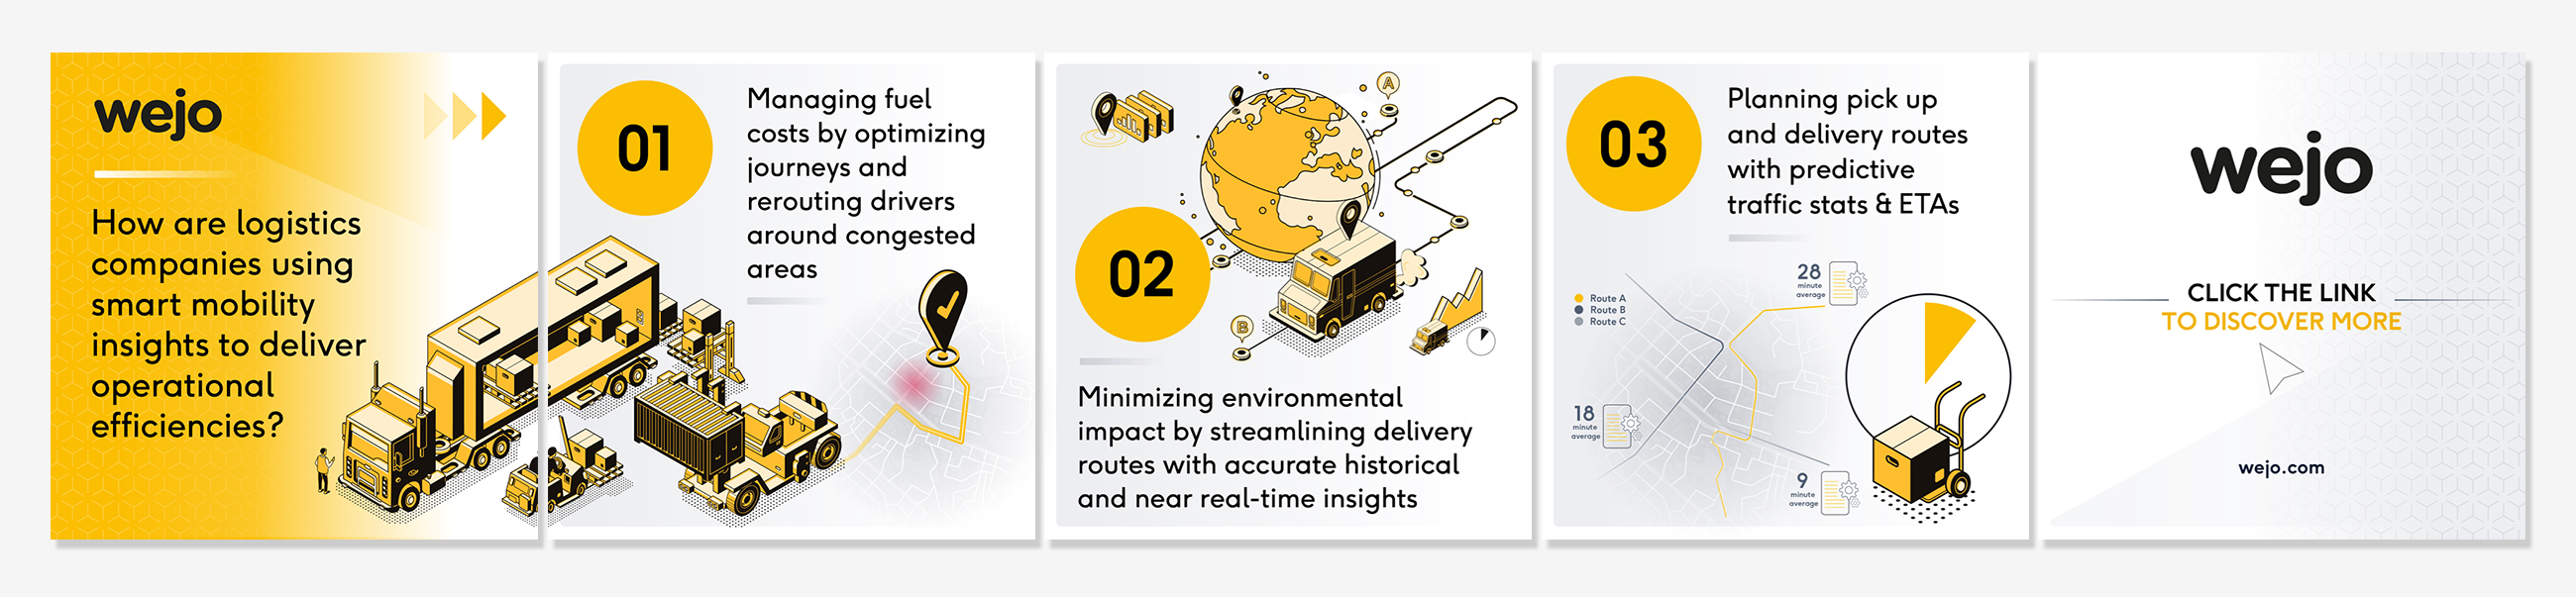 wejo
How are logistics
companies using
smart mobility
insights to deliver
operational
efficiencies?
01
Managing fuel
costs by optimizing
journeys and
rerouting drivers
around congested
areas
A
02
B
Minimizing environmental
impact by streamlining delivery
routes with accurate historical
and near real-time insights
03
Planning pick up
and delivery routes
with predictive
traffic stats & ETAs
Route A
Route B
Route C
28
minute
average
18
minute
average
9
minute
average
wejo
CLICK THE LINK
TO DISCOVER MORE
wejo.com